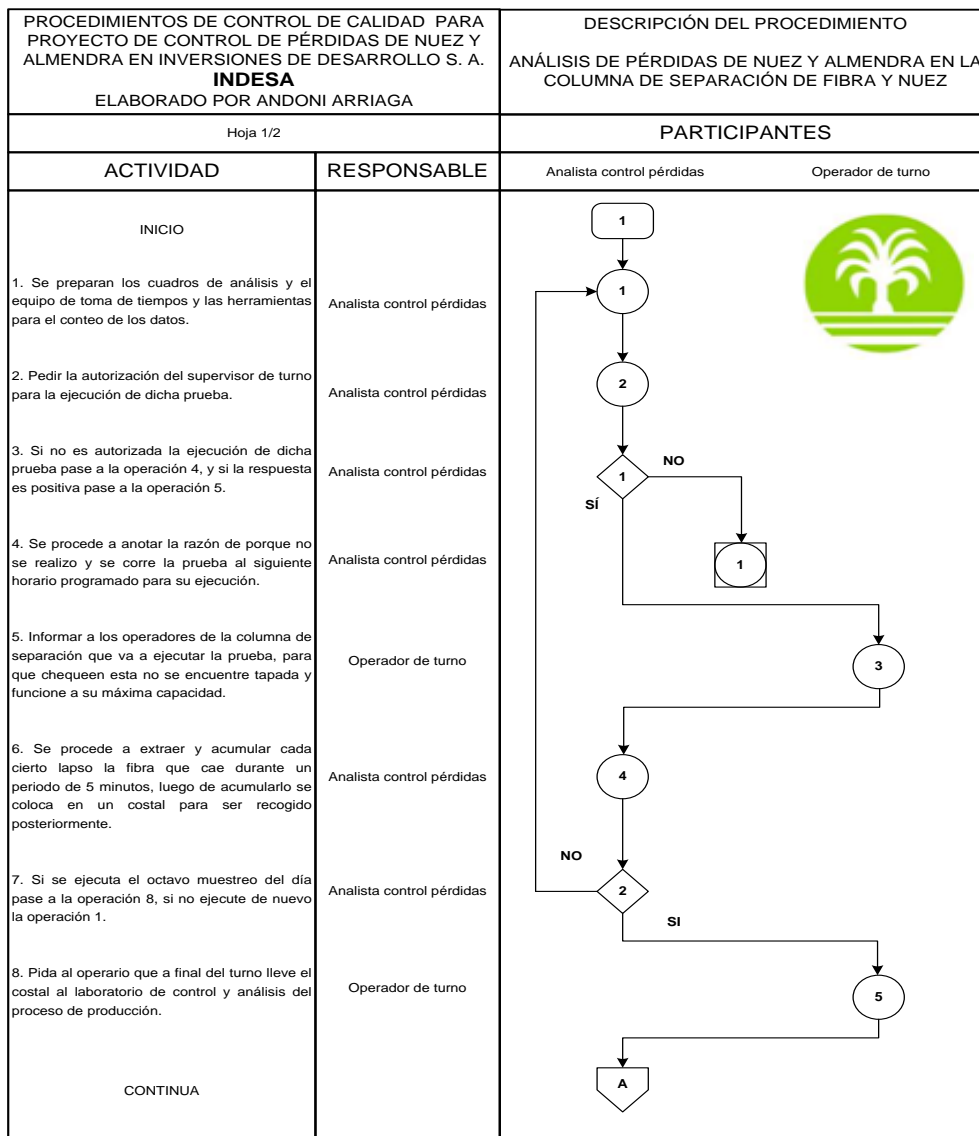 PROCEDIMIENTOS DE CONTROL DE CALIDAD PARA
PROYECTO DE CONTROL DE PÉRDIDAS DE NUEZ Y
ALMENDRA EN INVERSIONES DE DESARROLLO S. A.
INDESA
ELABORADO POR ANDONI ARRIAGA
DESCRIPCIÓN DEL PROCEDIMIENTO
ANÁLISIS DE PÉRDIDAS DE NUEZ Y ALMENDRA EN LA
COLUMNA DE SEPARACIÓN DE FIBRA Y NUEZ
Hoja 1/2
PARTICIPANTES
ACTIVIDAD
RESPONSABLE
Analista control pérdidas
Operador de turno
INICIO
1. Se preparan los cuadros de análisis y el
equipo de toma de tiempos y las herramientas
para el conteo de los datos.
Analista control pérdidas
2. Pedir la autorización del supervisor de turno
para la ejecución de dicha prueba.
Analista control pérdidas
3. Si no es autorizada la ejecución de dicha
prueba pase a la operación 4, y si la respuesta
es positiva pase a la operación 5.
Analista control pérdidas
4. Se procede a anotar la razón de porque no
se realizo y se corre la prueba al siguiente
horario programado para su ejecución.
Analista control pérdidas
5. Informar a los operadores de la columna de
separación que va a ejecutar la prueba, para
que chequeen esta no se encuentre tapada y
funcione a su máxima capacidad.
Operador de turno
6. Se procede a extraer y acumular cada
cierto lapso la fibra que cae durante un
periodo de 5 minutos, luego de acumularlo se
coloca en un costal para ser recogido
posteriormente.
Analista control pérdidas
7. Si se ejecuta el octavo muestreo del día
pase a la operación 8, si no ejecute de nuevo
la operación 1.
Analista control pérdidas
8. Pida al operario que a final del turno lleve el
costal al laboratorio de control y análisis del
proceso de producción.
Operador de turno
CONTINUA
1
1
2
1
NO
SÍ
1
3
4
NO
2
SI
5
A